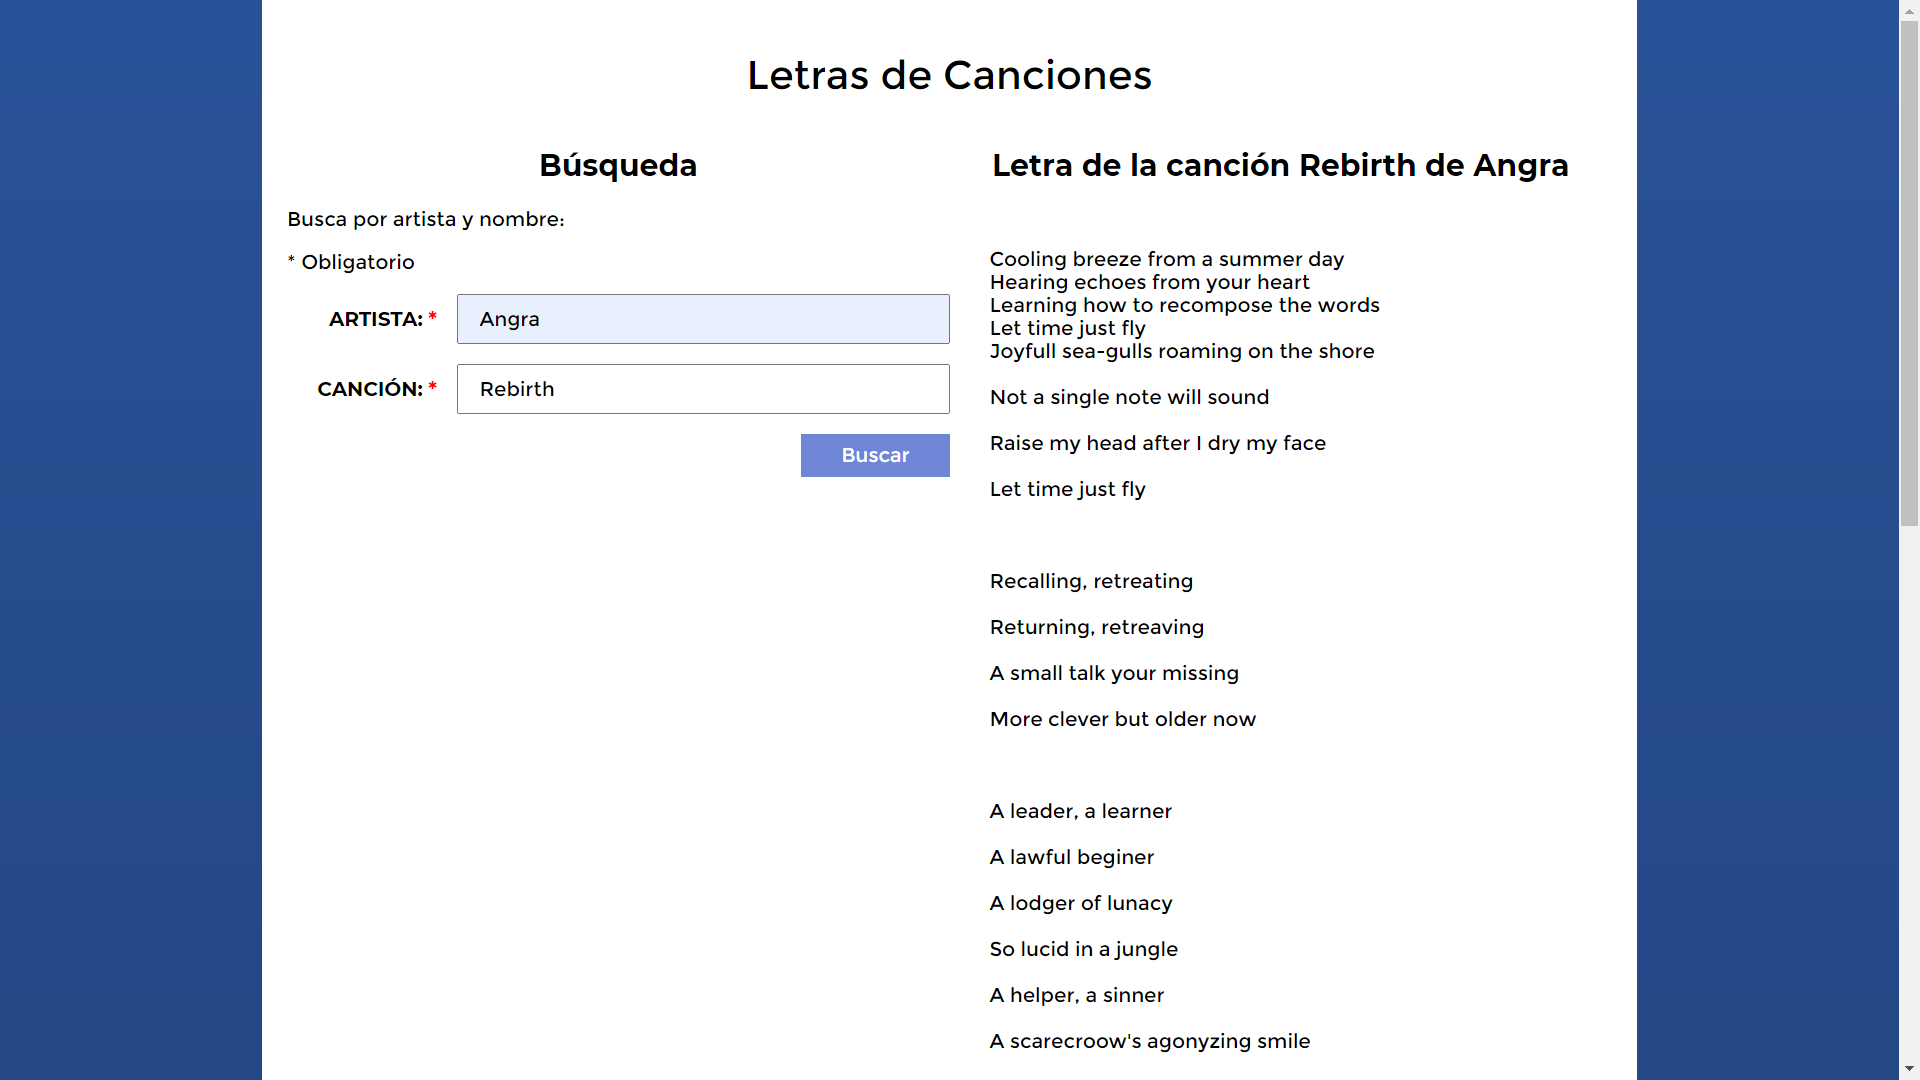 Letras de Canciones
Búsqueda
Busca por artista y nombre:
* Obligatorio
ARTISTA: *
Angra
CANCIÓN: *
Rebirth
Buscar
Letra de la canción Rebirth de Angra
Cooling breeze from a summer day
Hearing echoes from your heart
Learning how to recompose the words
Let time just fly
Joyfull sea-gulls roaming on the shore
Not a single note will sound
Raise my head after I dry my face
Let time just fly
Recalling, retreating
Returning, retreaving
A small talk your missing
More clever but older now
A leader, a learner
A lawful beginer
A lodger of lunacy
So lucid in a jungle
A helper, a sinner
A scarecroow's agonyzing smile